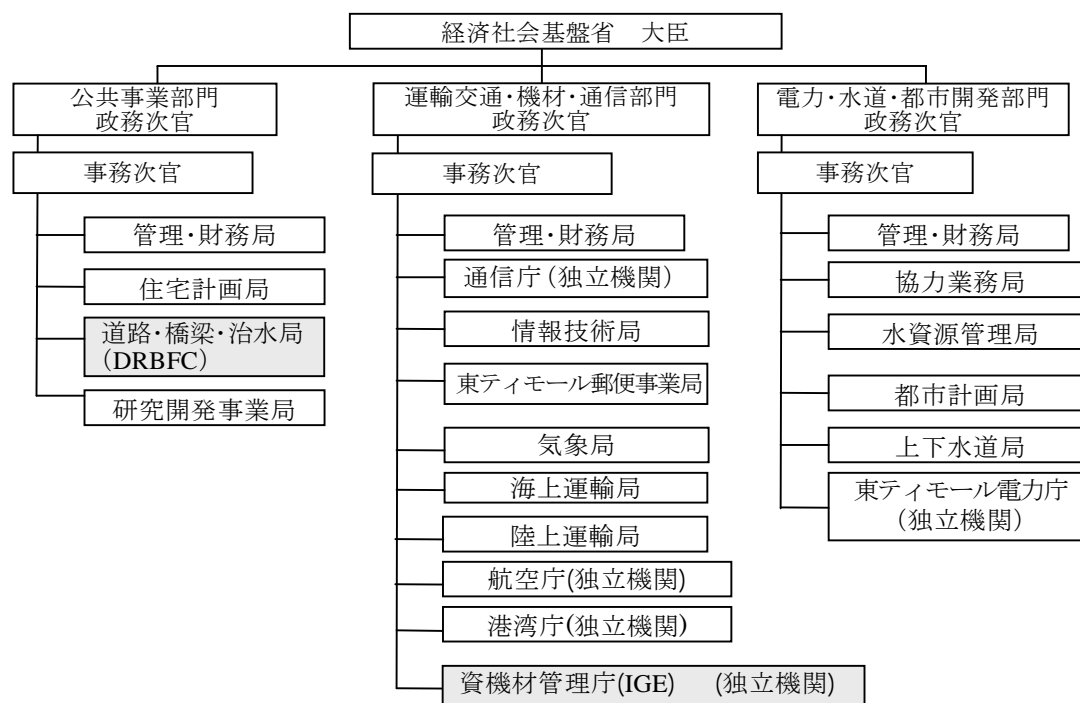 経済社会基盤省　大臣
公共事業部門
政務次官
事務次官
管理・財務局
住宅計画局
道路・橋梁・治水局
(DRBFC)
研究開発事業局
運輸交通・機材・通信部門
政務次官
事務次官
管理・財務局
通信庁(独立機関)
情報技術局
東ティモール郵便事業局
気象局
海上運輸局
陸上運輸局
航空庁(独立機関)
港湾庁(独立機関)
資機材管理庁(IGE)　(独立機関)
電力・水道・都市開発部門
政務次官
事務次官
管理・財務局
協力業務局
水資源管理局
都市計画局
上下水道局
東ティモール電力庁
(独立機関)